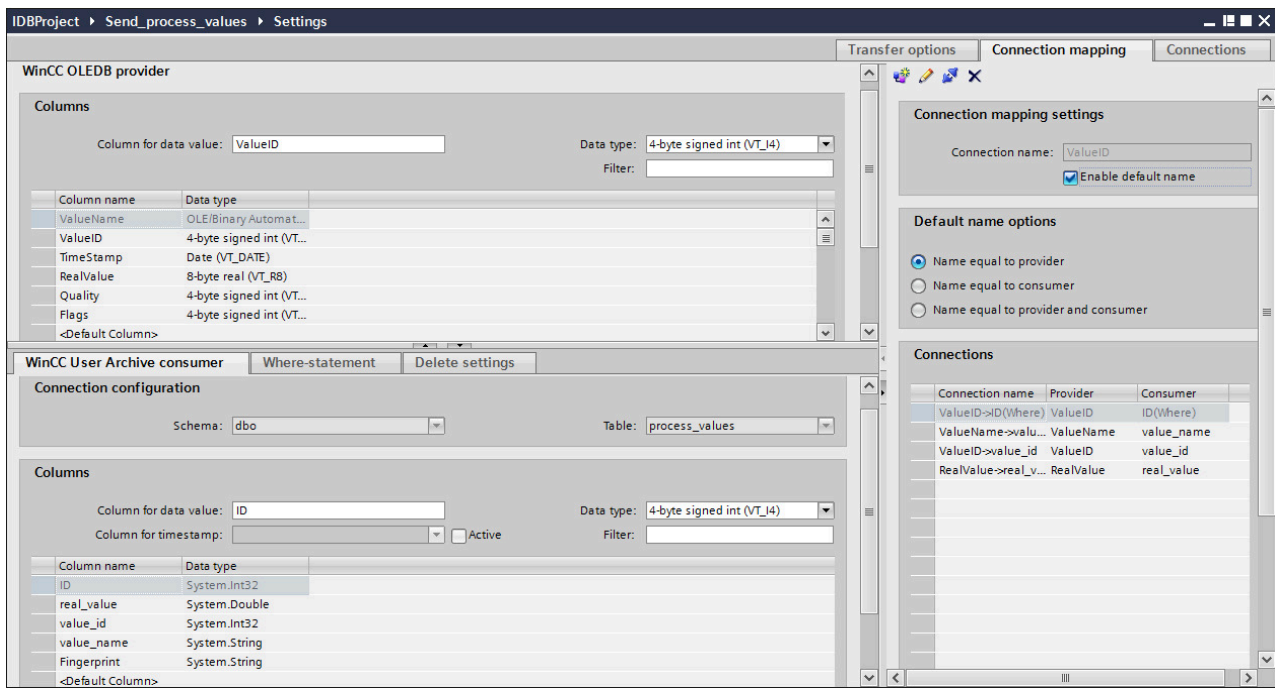 IDBProject ▸ Send_process_values ▸ Settings
Transfer options Connection mapping Connections
WinCC OLEDB provider
Columns
Column for data value: ValueID Data type: 4-byte signed int (VT_I4)
Filter:
Column name Data type
ValueName OLE/Binary Automat...
ValueID 4-byte signed int (VT...
TimeStamp Date (VT_DATE)
RealValue 8-byte real (VT_R8)
Quality 4-byte signed int (VT...
Flags 4-byte signed int (VT...
<Default Column>
WinCC User Archive consumer Where-statement Delete settings
Connection configuration
Schema: dbo Table: process_values
Columns
Column for data value: ID Data type: 4-byte signed int (VT_I4)
Column for timestamp: Active Filter:
Column name Data type
ID System.Int32
real_value System.Double
value_id System.Int32
value_name System.String
Fingerprint System.String
<Default Column>
Connection mapping settings
Connection name: ValueID
Enable default name
Default name options
Name equal to provider
Name equal to consumer
Name equal to provider and consumer
Connections
Connection name Provider Consumer
ValueID->ID(Where) ValueID ID(Where)
ValueName->valu... ValueName value_name
ValueID->value_id ValueID value_id
RealValue->real_v... RealValue real_value